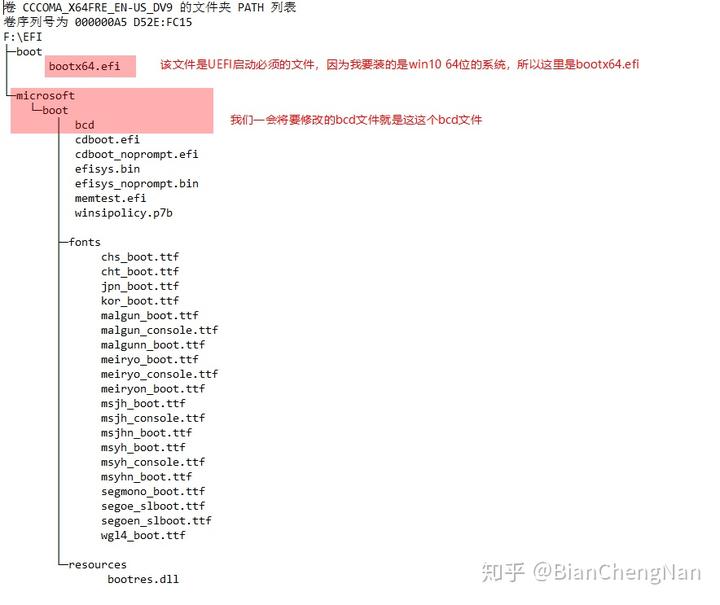 卷 CCCOMA_X64FRE_EN-US_DV9 的文件夹 PATH 列表
卷序列号为 000000A5 D52E:FC15
F:\EFI
├─boot
bootx64.efi 该文件是UEFI启动必须的文件，因为我要装的是win10 64位的系统，所以这里是bootx64.efi
└─microsoft
└─boot
bcd 我们一会将要修改的bcd文件就是这这个bcd文件
cdboot.efi
cdboot_noprompt.efi
efisys.bin
efisys_noprompt.bin
memtest.efi
winsipolicy.p7b
├─fonts
chs_boot.ttf
cht_boot.ttf
jpn_boot.ttf
kor_boot.ttf
malgun_boot.ttf
malgun_console.ttf
malgunn_boot.ttf
meiryo_boot.ttf
meiryo_console.ttf
meiryon_boot.ttf
msjh_boot.ttf
msjh_console.ttf
msjhn_boot.ttf
msyh_boot.ttf
msyh_console.ttf
msyhn_boot.ttf
segmono_boot.ttf
segoe_slboot.ttf
segoen_slboot.ttf
wgl4_boot.ttf
└─resources
bootres.dll
知乎 @BianChengNan